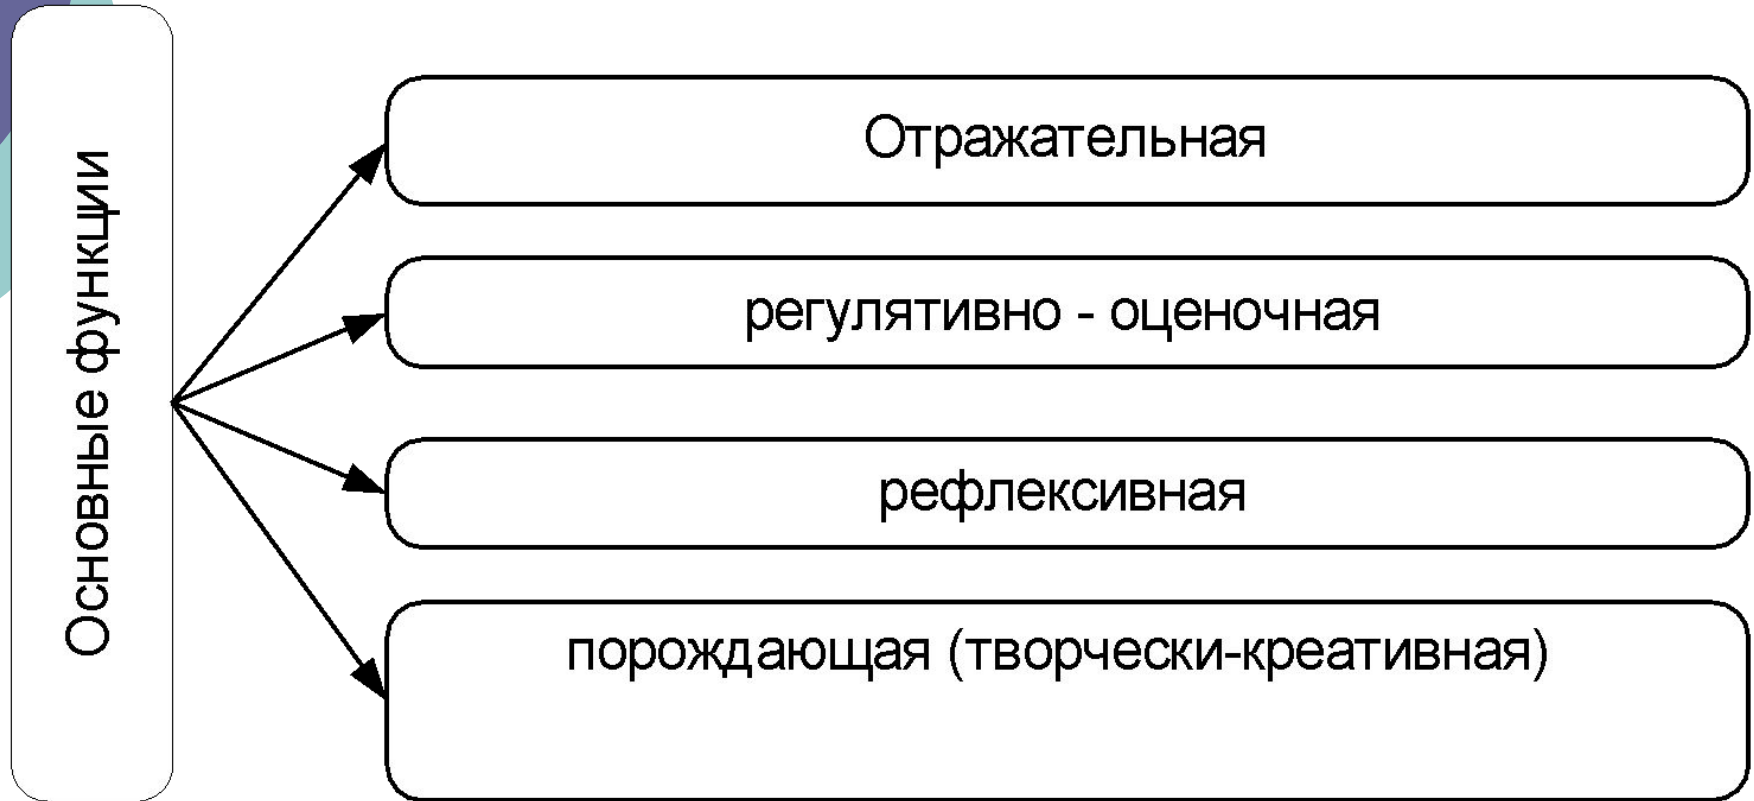 Основные функции
Отражательная
регулятивно - оценочная
рефлексивная
порождающая (творчески-креативная)